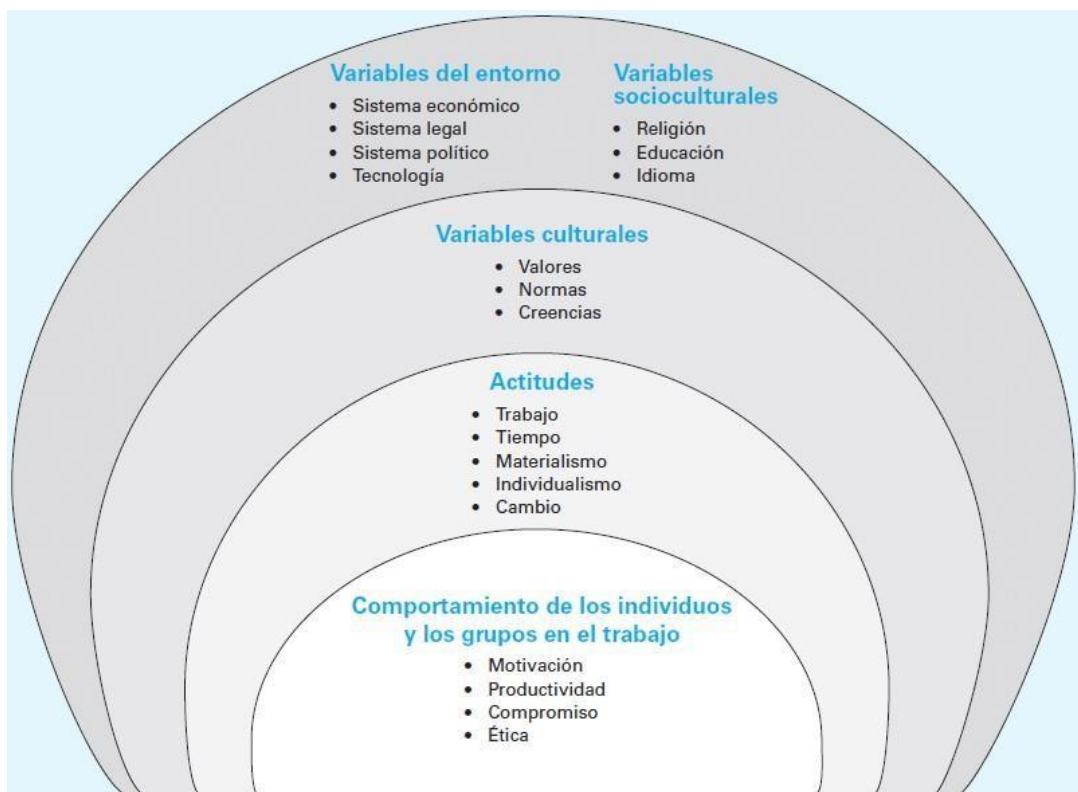 Variables del entorno
• Sistema económico
• Sistema legal
• Sistema político
• Tecnología
Variables
socioculturales
• Religión
• Educación
• Idioma
Variables culturales
• Valores
• Normas
• Creencias
Actitudes
• Trabajo
• Tiempo
• Materialismo
• Individualismo
• Cambio
Comportamiento de los individuos
y los grupos en el trabajo
• Motivación
• Productividad
• Compromiso
• Ética